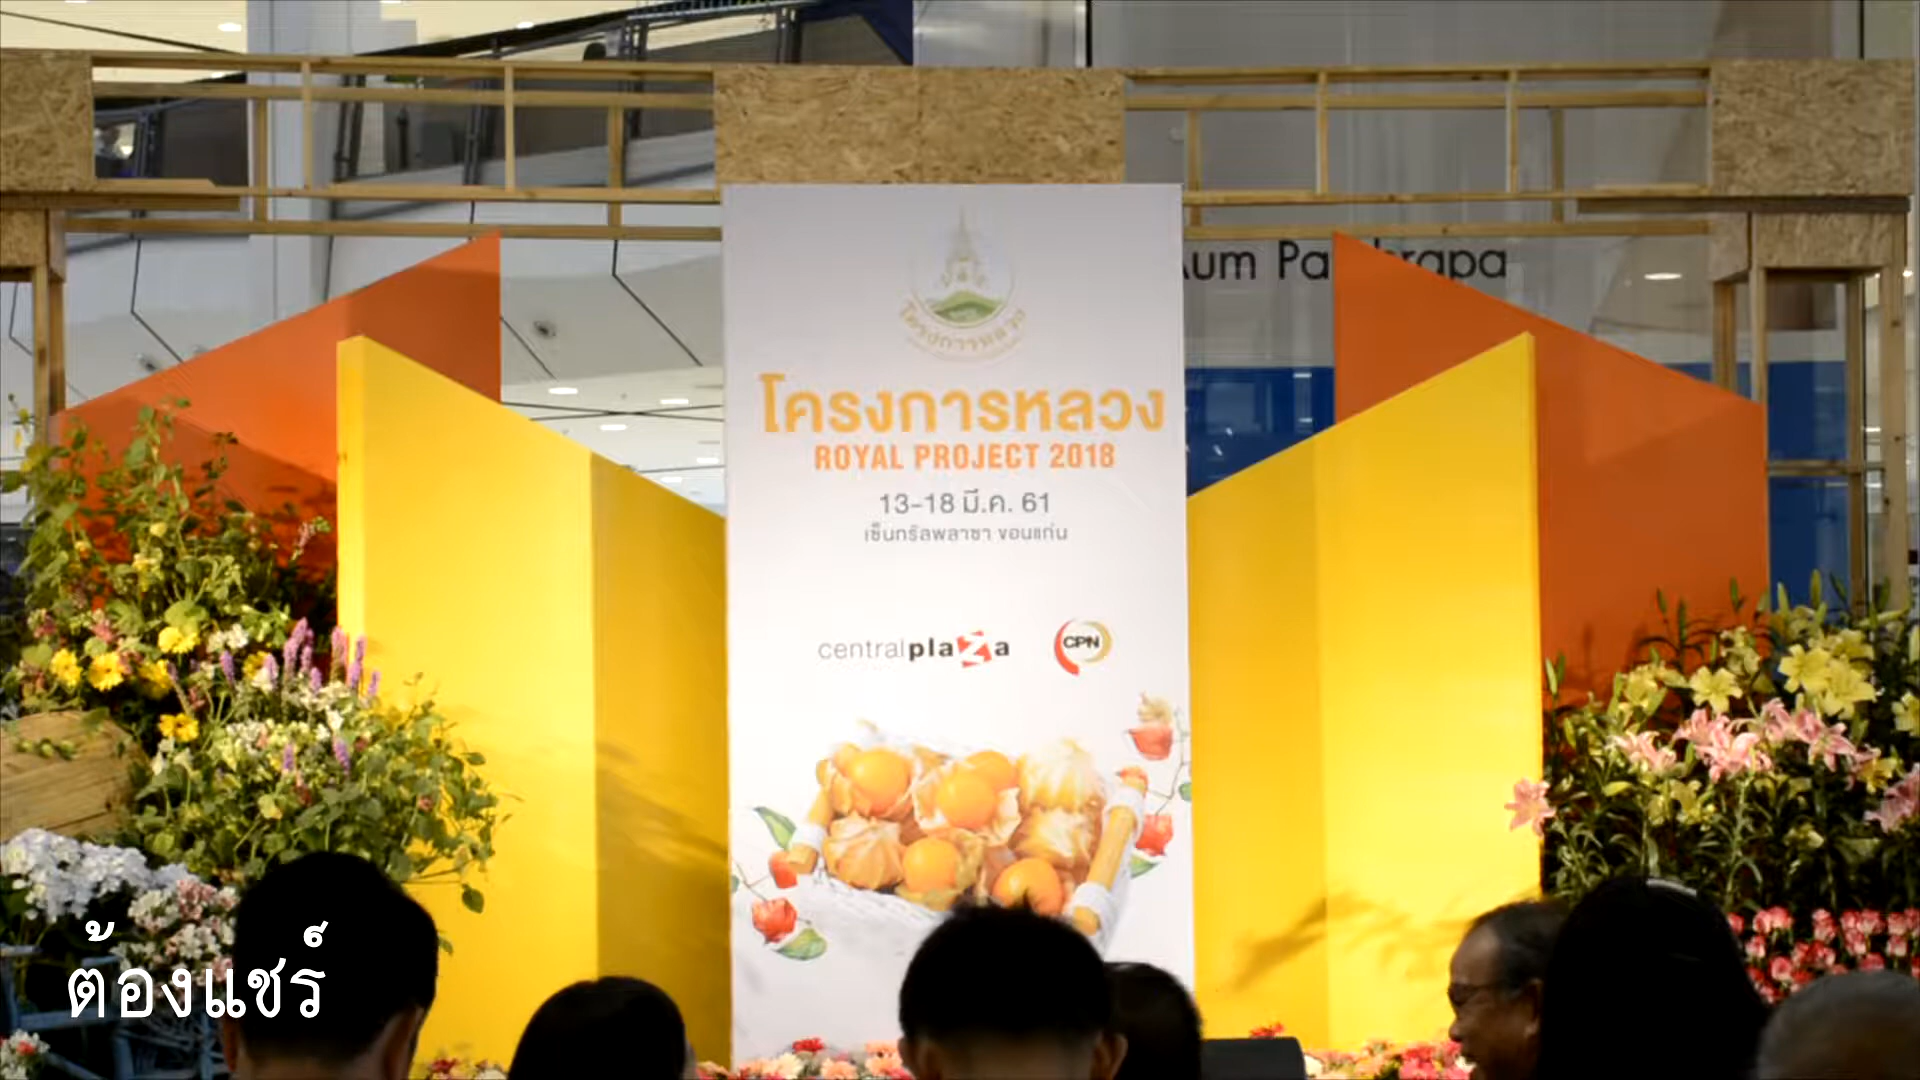 Aum Pa
โครงการหลวง
โครงการหลวง
ROYAL PROJECT 2018
13-18 มี.ค. 61
เซ็นทรัลพลาซา ขอนแก่น
centralplaza
CPN
ต้องแชร์